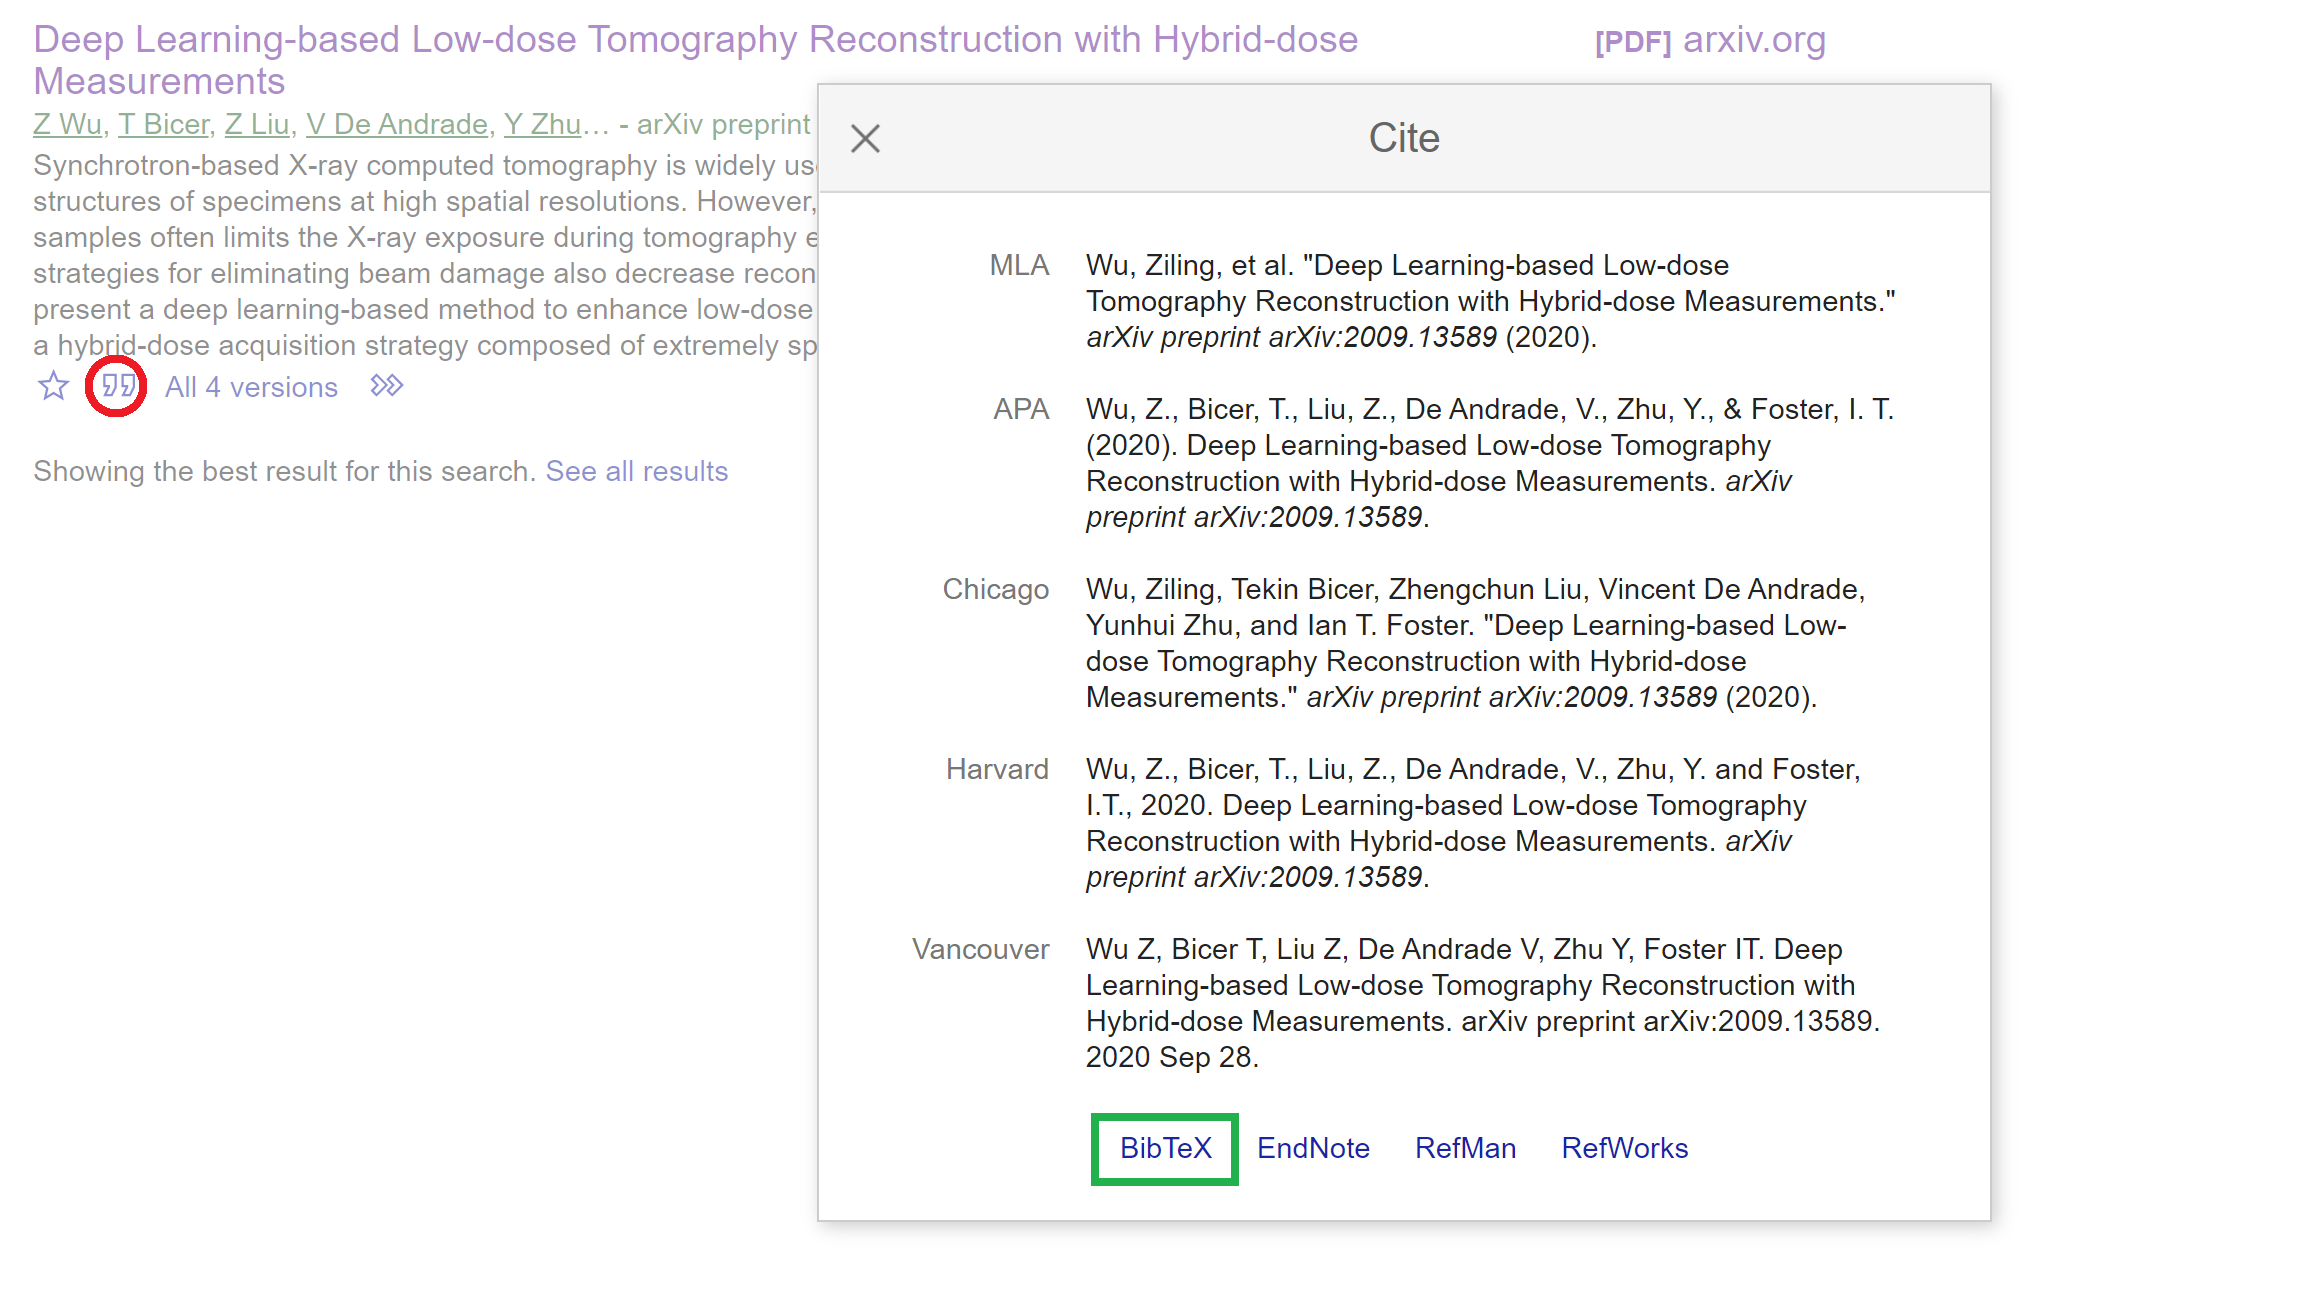 Deep Learning-based Low-dose Tomography Reconstruction with Hybrid-dose
Measurements
[PDF] arxiv.org
Z Wu, T Bicer, Z Liu, V De Andrade, Y Zhu… - arXiv preprint
Synchrotron-based X-ray computed tomography is widely
structures of specimens at high spatial resolutions. However,
samples often limits the X-ray exposure during tomography
strategies for eliminating beam damage also decrease
present a deep learning-based method to enhance low-dose
a hybrid-dose acquisition strategy composed of extremely
All 4 versions
Showing the best result for this search. See all results
Cite
MLA
Wu, Ziling, et al. "Deep Learning-based Low-dose
Tomography Reconstruction with Hybrid-dose Measurements."
arXiv preprint arXiv:2009.13589 (2020).
APA
Wu, Z., Bicer, T., Liu, Z., De Andrade, V., Zhu, Y., & Foster, I. T.
(2020). Deep Learning-based Low-dose Tomography
Reconstruction with Hybrid-dose Measurements. arXiv
preprint arXiv:2009.13589.
Chicago
Wu, Ziling, Tekin Bicer, Zhengchun Liu, Vincent De Andrade,
Yunhui Zhu, and Ian T. Foster. "Deep Learning-based Low-
dose Tomography Reconstruction with Hybrid-dose
Measurements." arXiv preprint arXiv:2009.13589 (2020).
Harvard
Wu, Z., Bicer, T., Liu, Z., De Andrade, V., Zhu, Y. and Foster,
I.T., 2020. Deep Learning-based Low-dose Tomography
Reconstruction with Hybrid-dose Measurements. arXiv
preprint arXiv:2009.13589.
Vancouver
Wu Z, Bicer T, Liu Z, De Andrade V, Zhu Y, Foster IT. Deep
Learning-based Low-dose Tomography Reconstruction with
Hybrid-dose Measurements. arXiv preprint arXiv:2009.13589.
2020 Sep 28.
BibTeX EndNote RefMan RefWorks